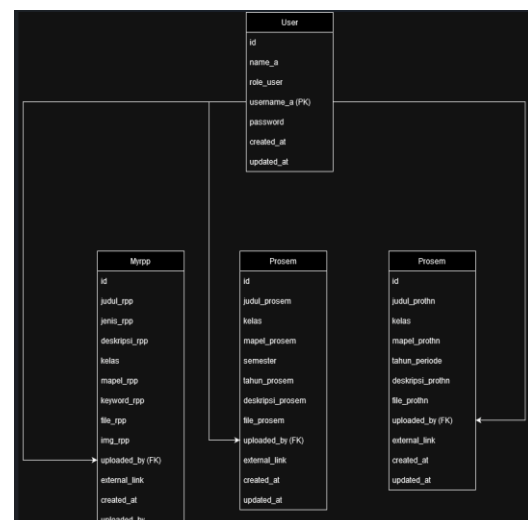 User
id
name_a
role_user
username_a (PK)
password
created_at
updated_at
Myrpp
id
judul_rpp
jenis_rpp
deskripsi_rpp
kelas
mapel_rpp
keyword_rpp
file_rpp
img_rpp
uploaded_by (FK)
external_link
created_at
uploaded_by
Prosem
id
judul_prosem
kelas
mapel_prosem
semester
tahun_prosem
deskripsi_prosem
file_prosem
uploaded_by (FK)
external_link
created_at
updated_at
Prosem
id
judul_prothn
kelas
mapel_prothn
tahun_periode
deskripsi_prothn
file_prothn
uploaded_by (FK)
external_link
created_at
updated_at